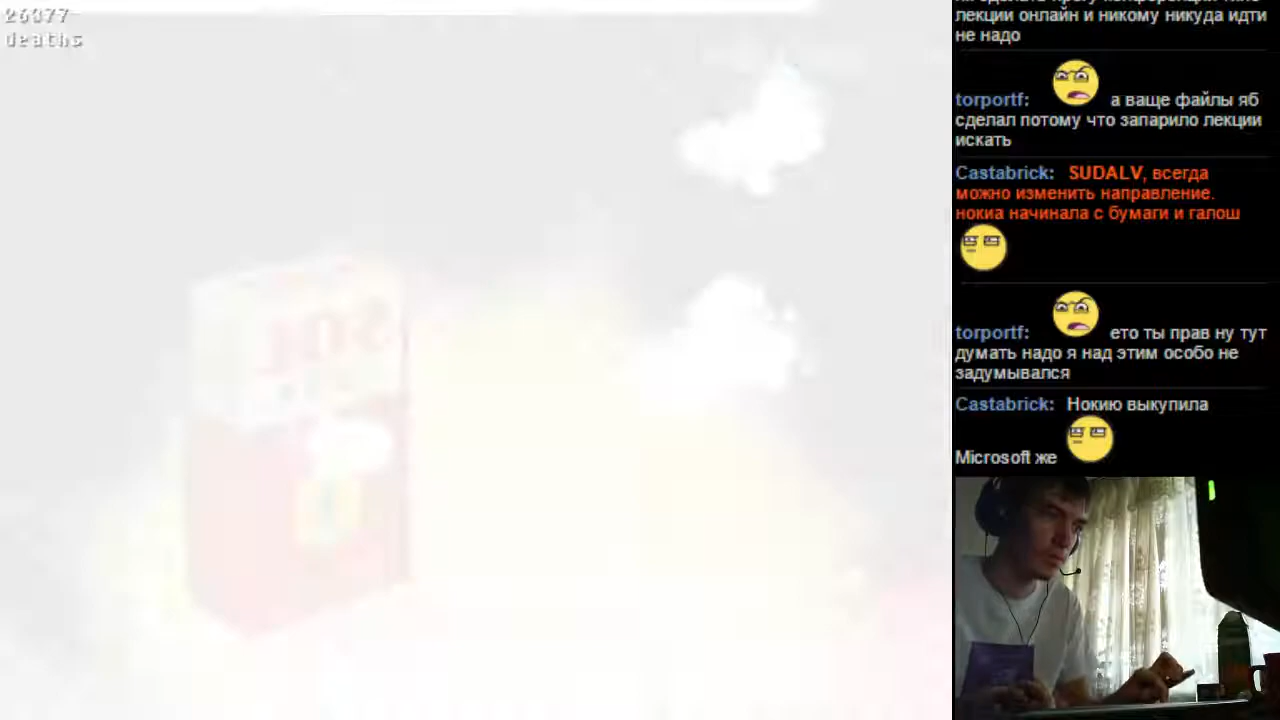 26377
deaths
лекции онлайн и никому никуда идти
не надо
torportf: а ваще файлы яб
сделал потому что запарило лекции
искать
Castabrick: SUDALV, всегда
можно изменить направление.
нокиа начинала с бумаги и галош
torportf: ето ты прав ну тут
думать надо я над этим особо не
задумывался
Castabrick: Нокию выкупила
Microsoft же